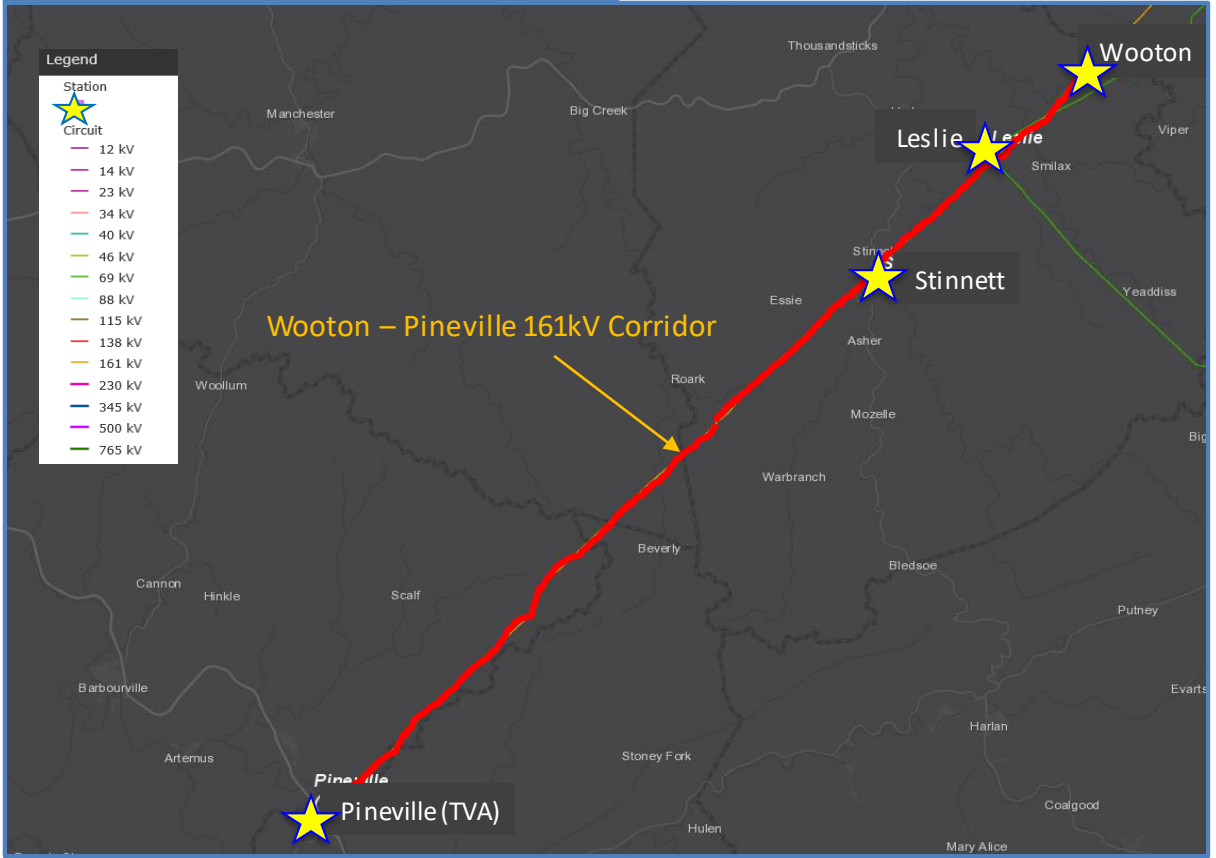 Legend
Station
Circuit
12 kV
14 kV
23 kV
34 kV
40 kV
46 kV
69 kV
88 kV
115 kV
138 kV
161 kV
230 kV
345 kV
500 kV
765 kV
Thousandsticks
Wooton
Manchester
Big Creek
Viper
Leslie
Leslie
Smilax
Stinnett
Essie
Yeaddiss
Wooton – Pineville 161kV Corridor
Asher
Roark
Woollum
Mozelle
Big
Warbranch
Beverly
Bledsoe
Cannon
Hinkle
Scalf
Putney
Barbourville
Evarts
Harlan
Artemus
Stoney Fork
Pineville (TVA)
Coalgood
Hulen
Mary Alice